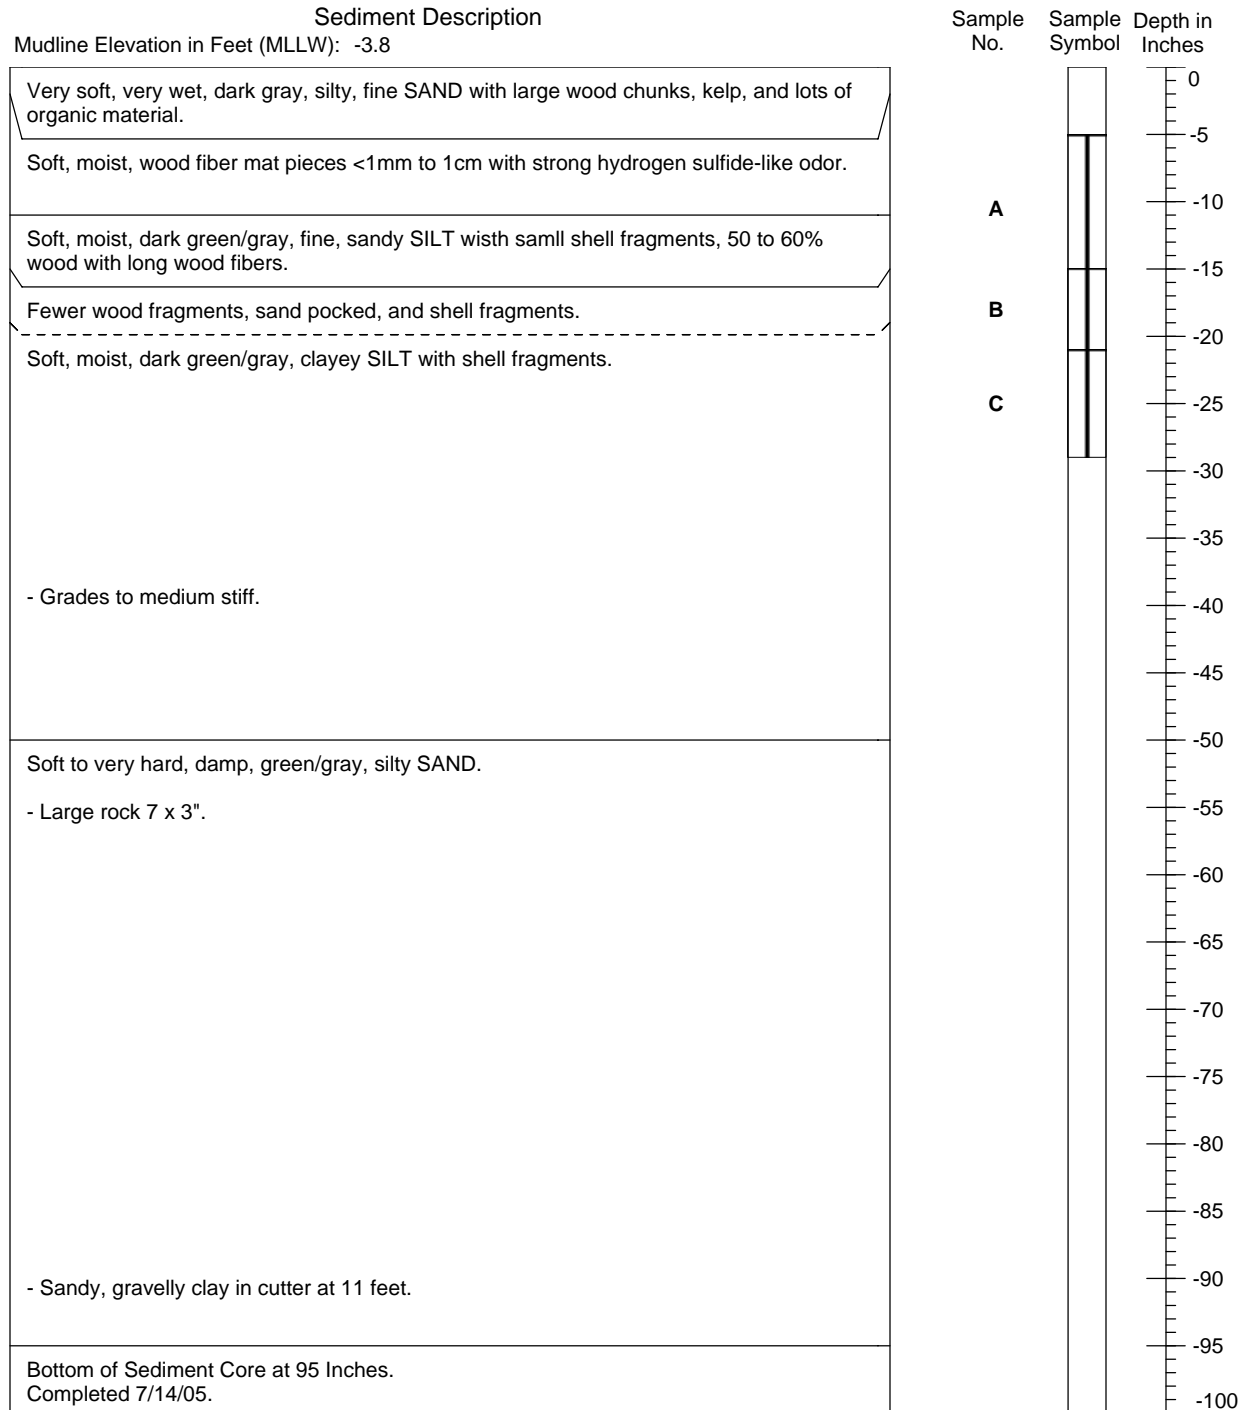 Sediment Description
Mudline Elevation in Feet (MLLW): -3.8
Sample No.
Sample Symbol
Depth in Inches
Very soft, very wet, dark gray, silty, fine SAND with large wood chunks, kelp, and lots of
organic material.
Soft, moist, wood fiber mat pieces <1mm to 1cm with strong hydrogen sulfide-like odor.
Soft, moist, dark green/gray, fine, sandy SILT wisth samll shell fragments, 50 to 60%
wood with long wood fibers.
Fewer wood fragments, sand pocked, and shell fragments.
Soft, moist, dark green/gray, clayey SILT with shell fragments.
- Grades to medium stiff.
Soft to very hard, damp, green/gray, silty SAND.
- Large rock 7 x 3".
- Sandy, gravelly clay in cutter at 11 feet.
Bottom of Sediment Core at 95 Inches.
Completed 7/14/05.
A
B
C
0
-5
-10
-15
-20
-25
-30
-35
-40
-45
-50
-55
-60
-65
-70
-75
-80
-85
-90
-95
-100